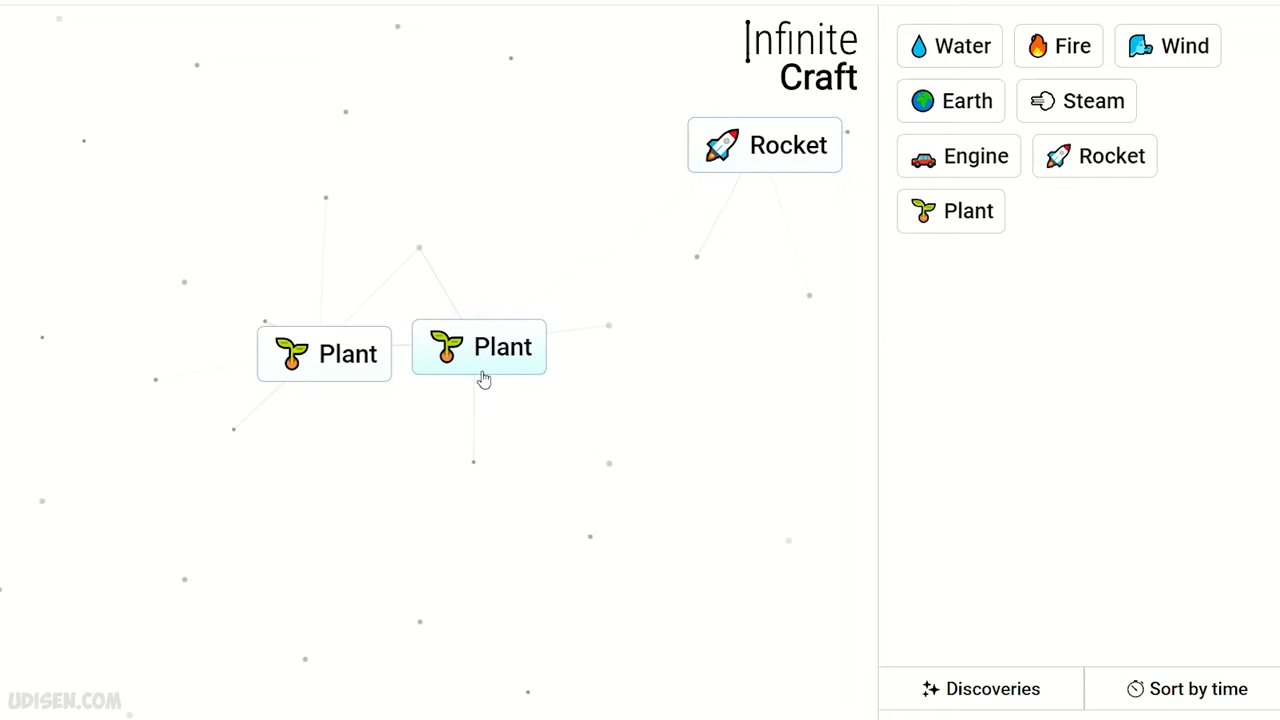 Infinite
Craft
Rocket
Plant
Plant
Water
Fire
Wind
Earth
Steam
Engine
Rocket
Plant
Discoveries
Sort by time
UDISEN.COM